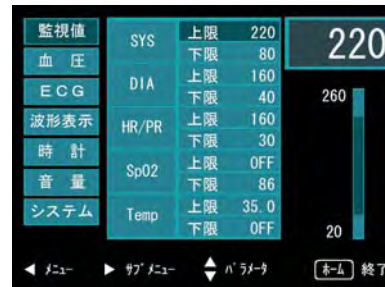 監視値
血 圧
ECG
波形表示
時 計
音 量
システム
SYS 上限 220
下限 80
DIA 上限 160
下限 40
HR/PR 上限 160
下限 30
SpO2 上限 OFF
下限 86
Temp 上限 35.0
下限 OFF
220
260
20
◀ メニュー ▶ サブメニュー ▲▼ パラメータ ホーム 終了